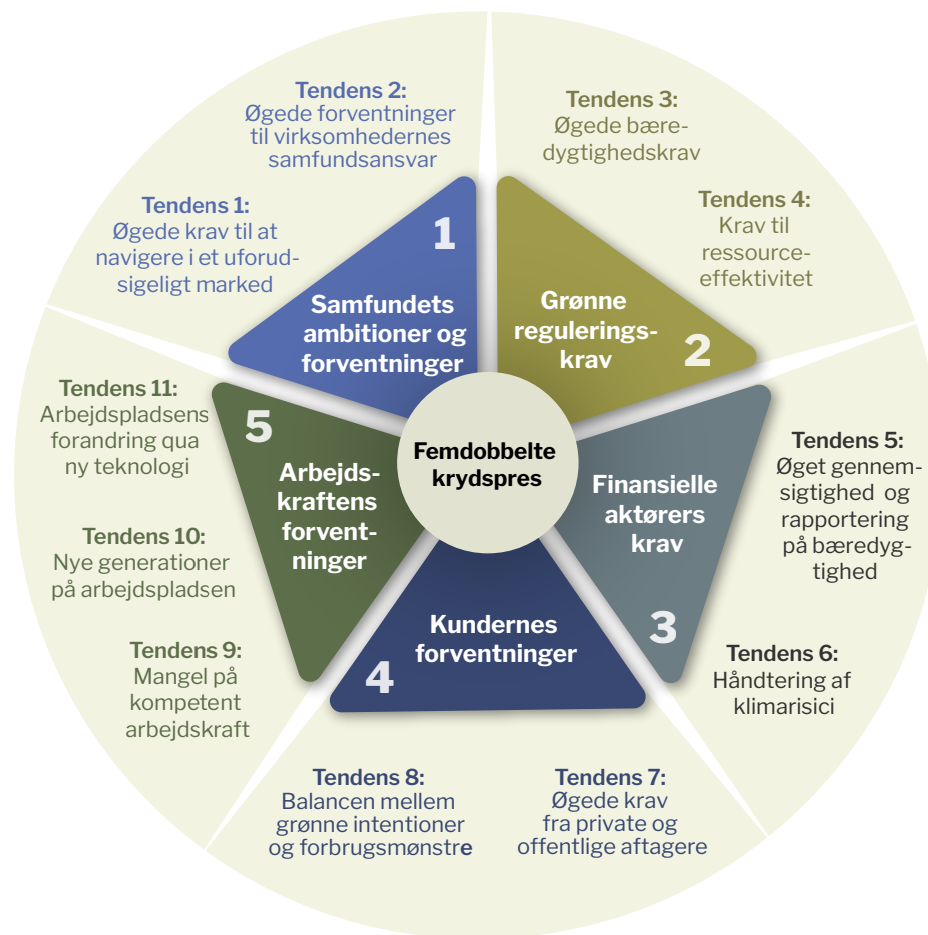 Tendens 2:
Øgede forventninger
til virksomhedernes
samfundsansvar
Tendens 1:
Øgede krav til at
navigere i et uforud-
sigeligt marked
1
Samfundets
ambitioner og
forventninger
Tendens 3:
Øgede bære-
dygtighedskrav
Tendens 4:
Krav til
ressource-
effektivitet
Grønne
regulerings-
krav
2
Femdobbelte
krydspres
Tendens 5:
Øget gennem-
sigtighed og
rapportering
på bæredyg-
tighed
Finansielle
aktørers
krav
3
Tendens 6:
Håndtering af
klimarisici
Kundernes
forventninger
4
Tendens 7:
Øgede krav
fra private og
offentlige aftagere
Tendens 8:
Balancen mellem
grønne intentioner
og forbrugsmønstre
5
Arbejds-
kraftens
forvent-
ninger
Tendens 9:
Mangel på
kompetent
arbejdskraft
Tendens 10:
Nye generationer
på arbejdspladsen
Tendens 11:
Arbejdspladsens
forandring qua
ny teknologi